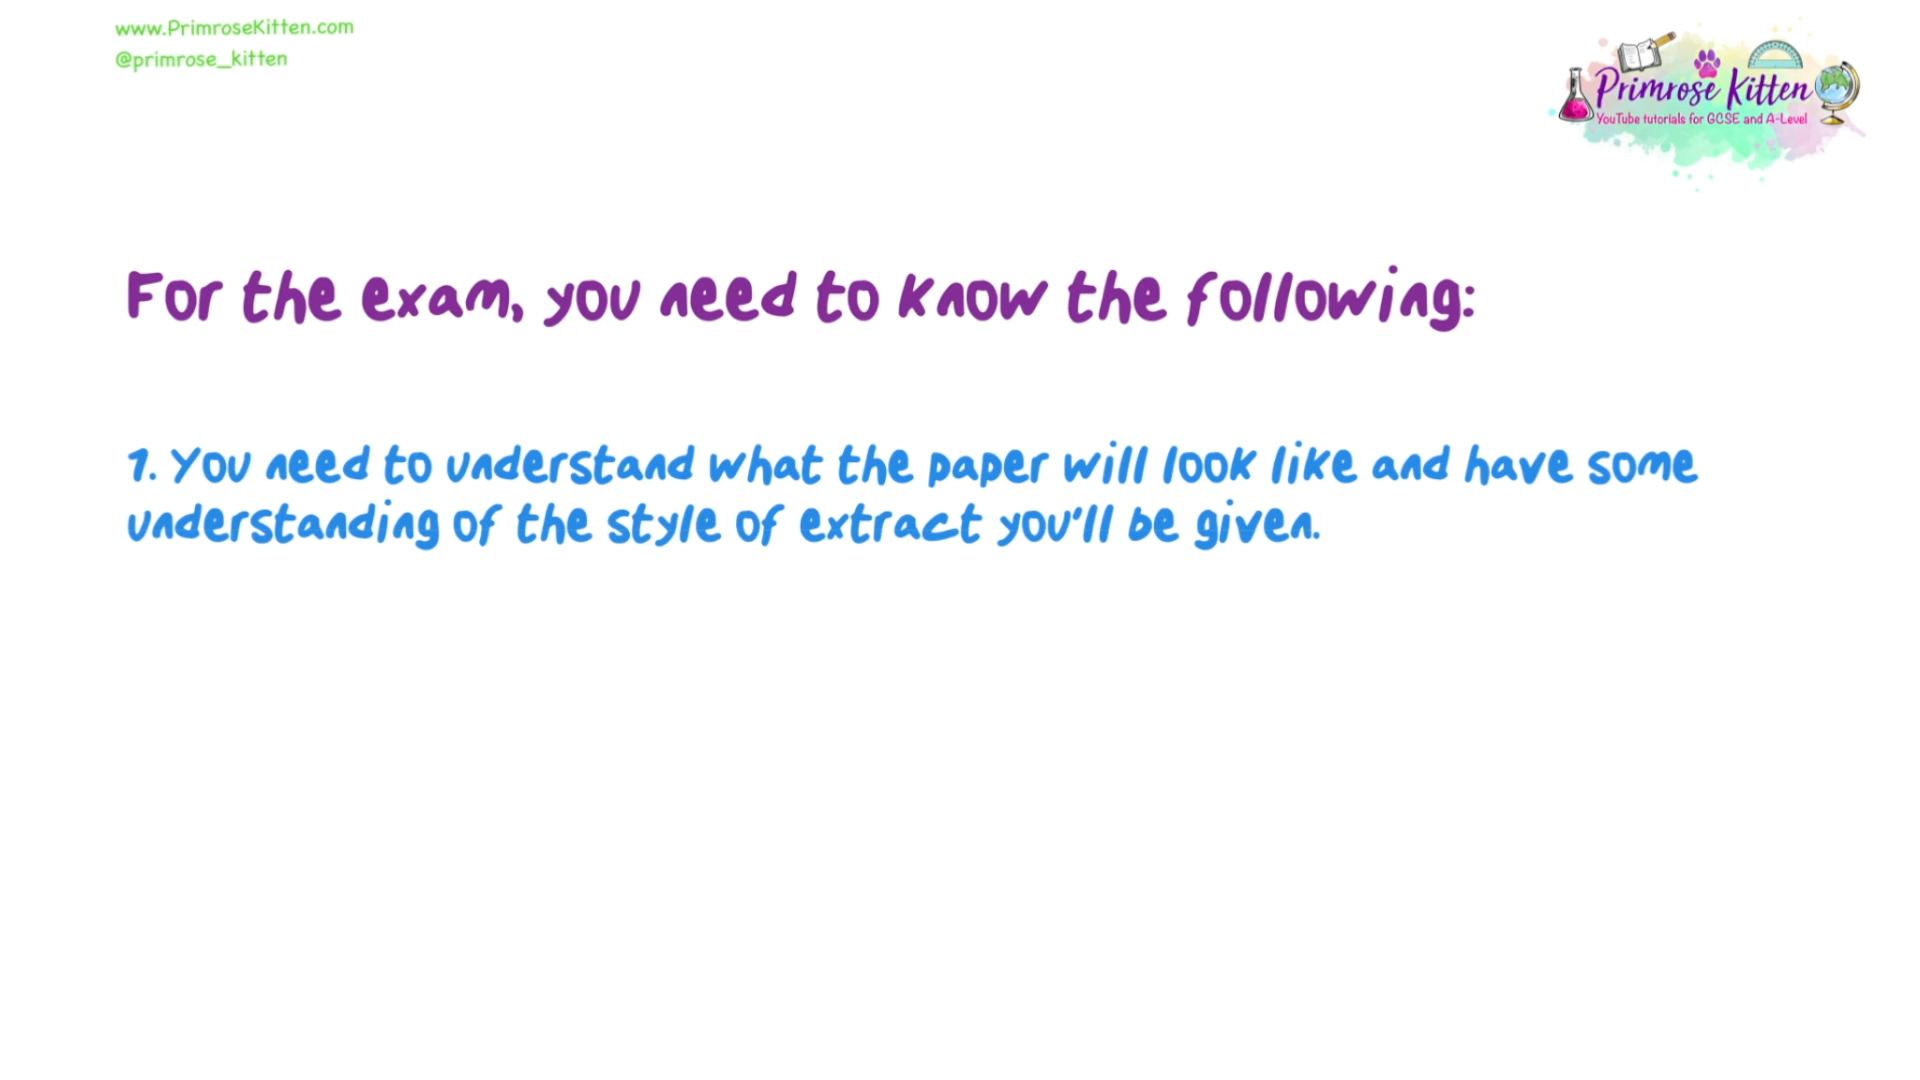 www.PrimroseKitten.com
@primrose_kitten
Primrose Kitten
YouTube tutorials for GCSE and A-Level
For the exam, you need to know the following:
1. You need to understand what the paper will look like and have some
understanding of the style of extract you'll be given.